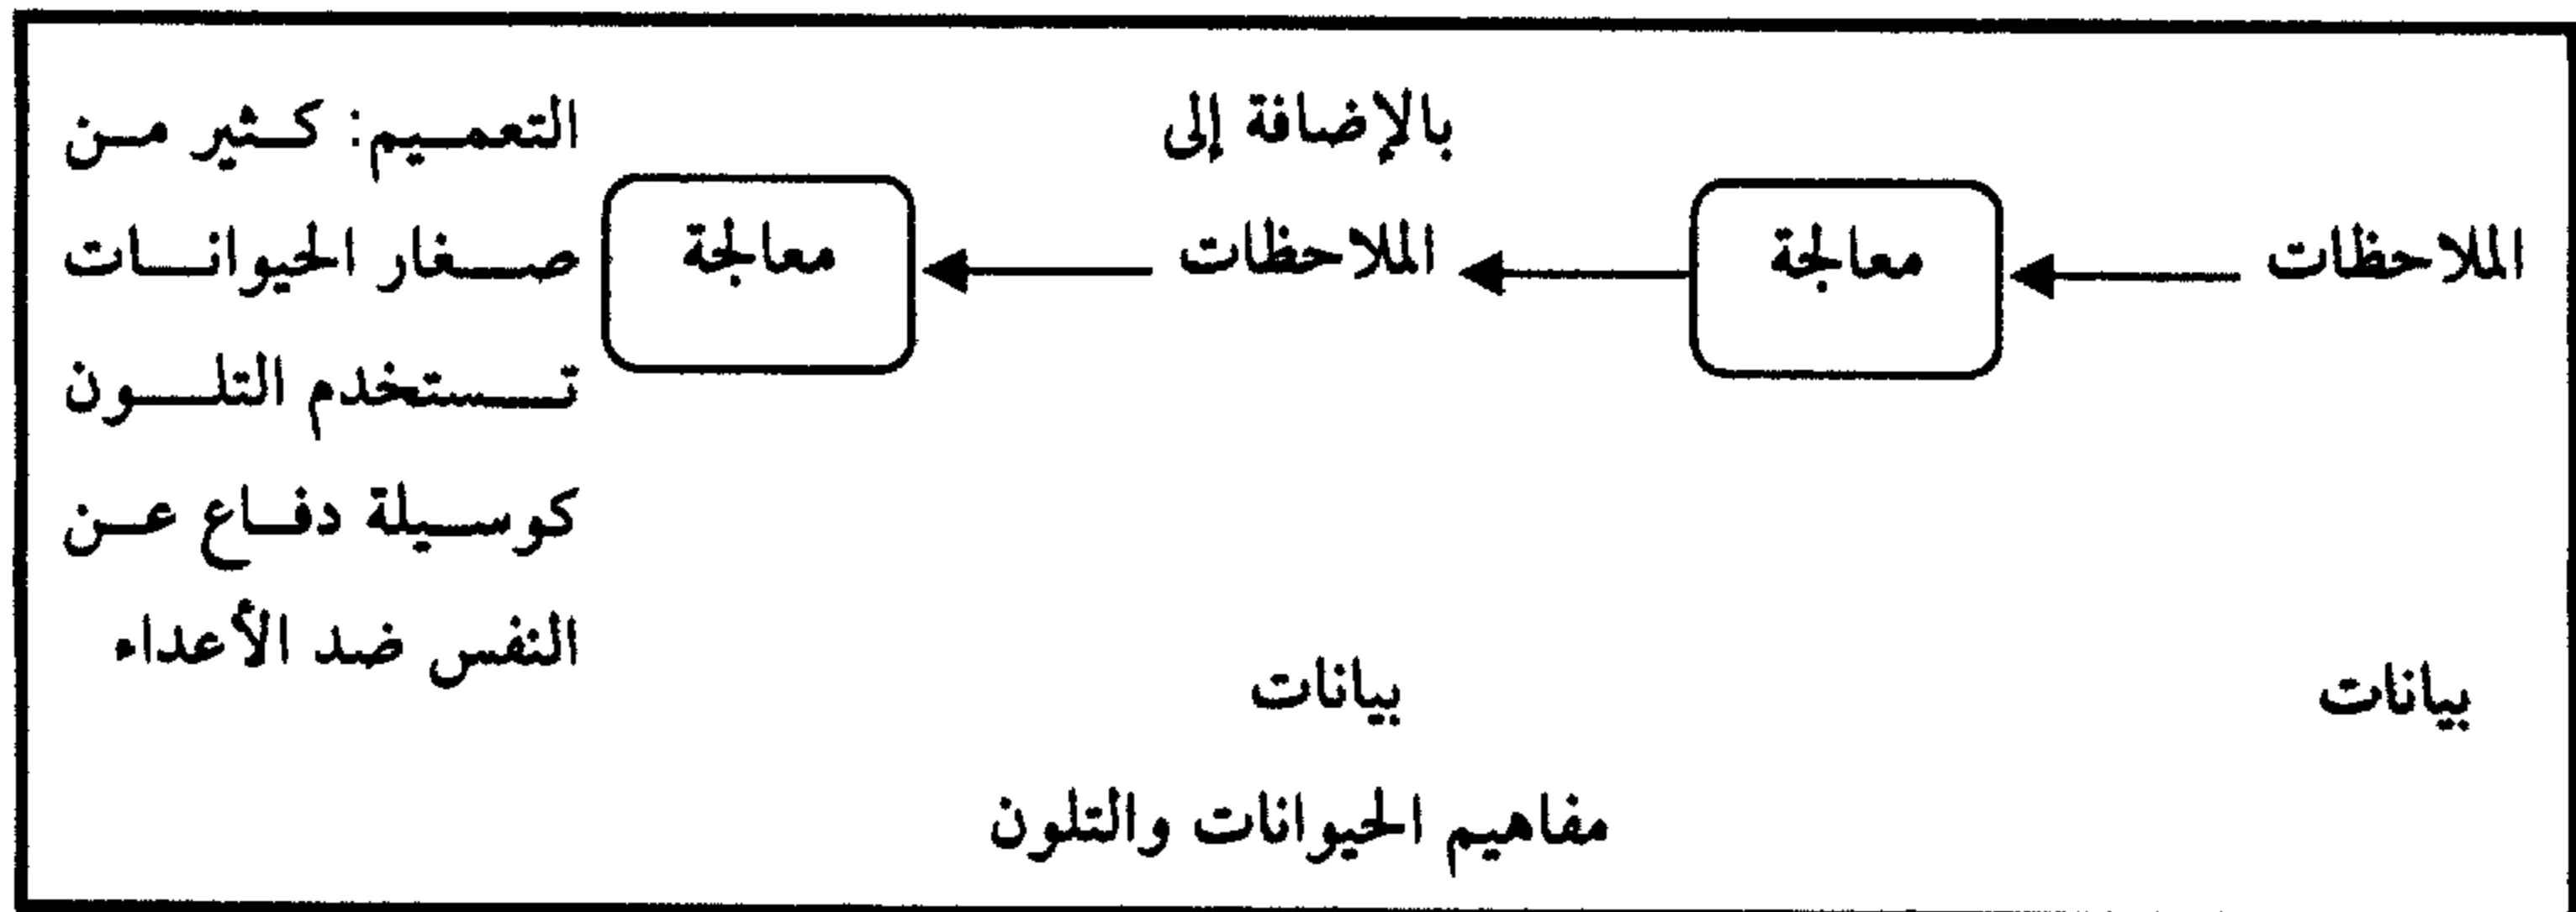 الملاحظات
معالجة
بالإضافة إلى
الملاحظات
معالجة
التعميم: كثير من
صغار الحيوانات
تستخدم التلون
كوسيلة دفاع عن
النفس ضد الأعداء
بيانات
بيانات
مفاهيم الحيوانات والتلون